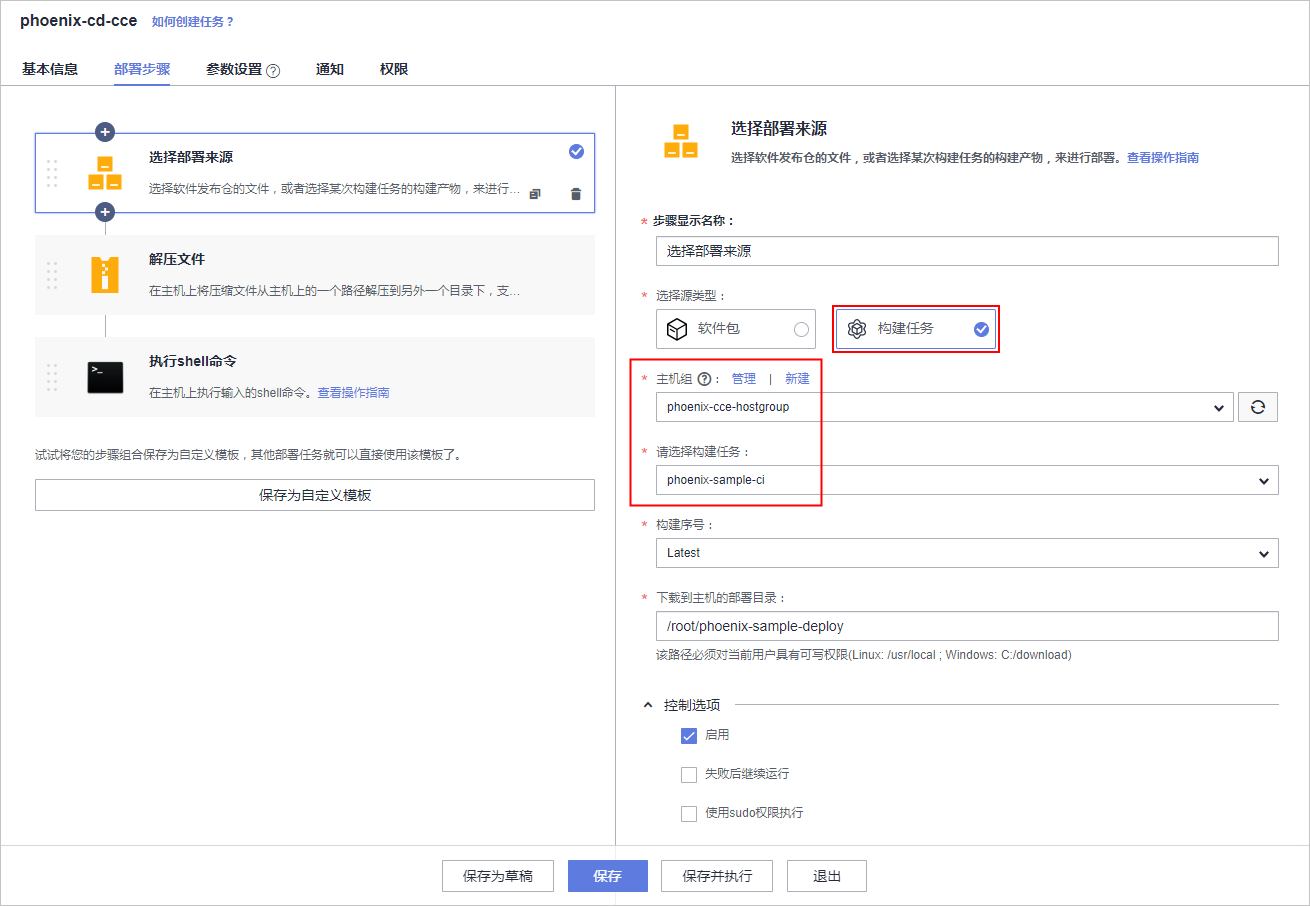 phoenix-cd-cce 如何创建任务？
基本信息 部署步骤 参数设置 ? 通知 权限
选择部署来源
选择软件发布仓的文件，或者选择某次构建任务的构建产物，来进行...
解压文件
在主机上将压缩文件从主机上的一个路径解压到另外一个目录下，支...
执行shell命令
在主机上执行输入的shell命令。查看操作指南
试试将您的步骤组合保存为自定义模板，其他部署任务就可以直接使用该模板了。
保存为自定义模板
选择部署来源
选择软件发布仓的文件，或者选择某次构建任务的构建产物，来进行部署。查看操作指南
* 步骤显示名称：
选择部署来源
* 选择源类型：
软件包 构建任务
* 主机组 ? ： 管理 | 新建
phoenix-cce-hostgroup
* 请选择构建任务：
phoenix-sample-ci
* 构建序号：
Latest
* 下载到主机的部署目录：
/root/phoenix-sample-deploy
该路径必须对当前用户具有可写权限(Linux: /usr/local ; Windows: C:/download)
控制选项
启用
失败后继续运行
使用sudo权限执行
保存为草稿 保存 保存并执行 退出